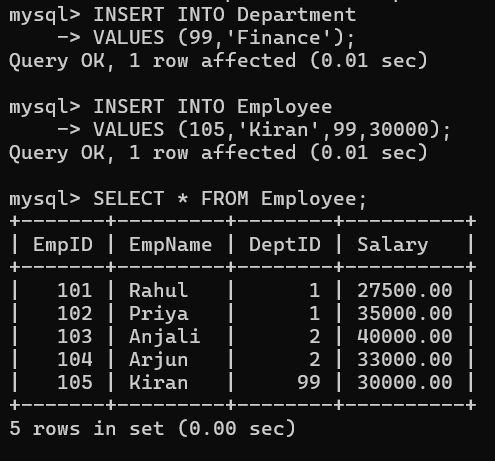 mysql> INSERT INTO Department
    -> VALUES (99,'Finance');
Query OK, 1 row affected (0.01 sec)

mysql> INSERT INTO Employee
    -> VALUES (105,'Kiran',99,30000);
Query OK, 1 row affected (0.01 sec)

mysql> SELECT * FROM Employee;
+-------+---------+--------+----------+
| EmpID | EmpName | DeptID | Salary   |
+-------+---------+--------+----------+
|   101 | Rahul   |      1 | 27500.00 |
|   102 | Priya   |      1 | 35000.00 |
|   103 | Anjali  |      2 | 40000.00 |
|   104 | Arjun   |      2 | 33000.00 |
|   105 | Kiran   |     99 | 30000.00 |
+-------+---------+--------+----------+
5 rows in set (0.00 sec)